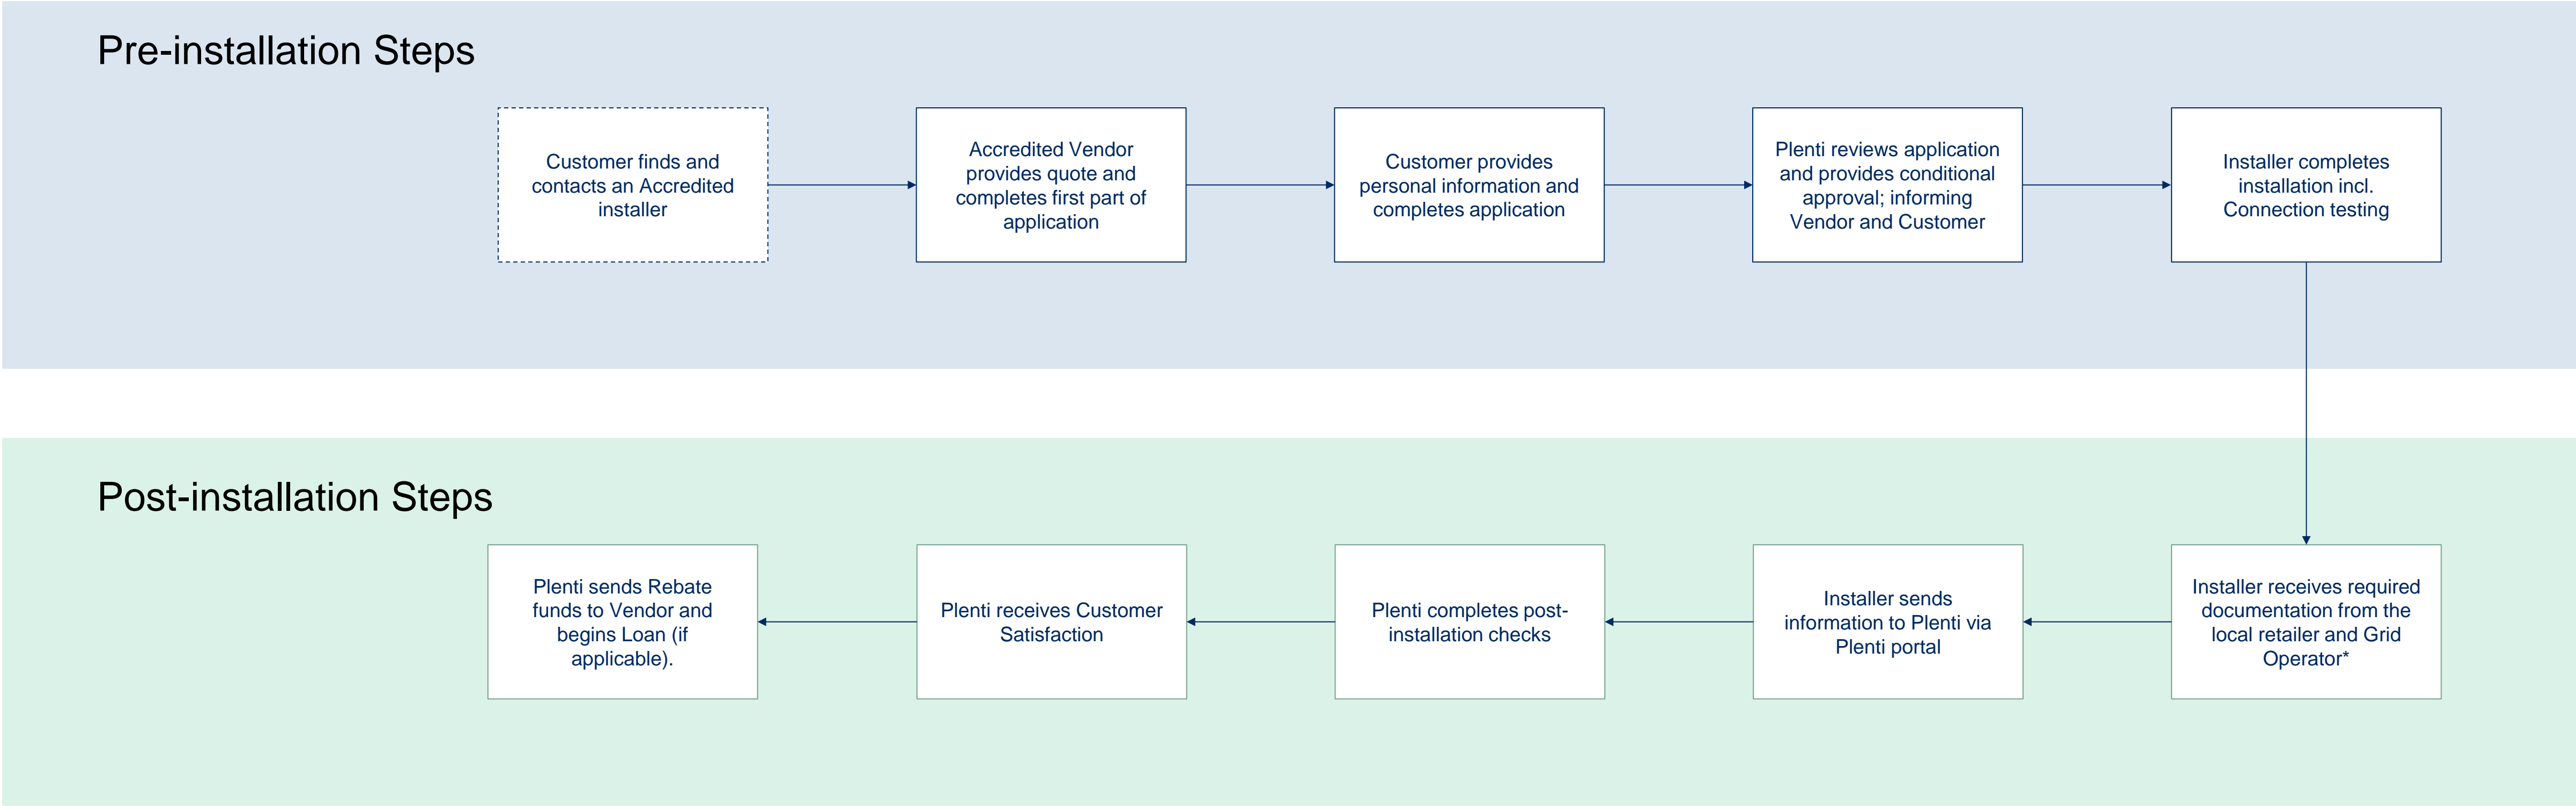 Pre-installation Steps
Customer finds and
contacts an Accredited
installer
Accredited Vendor
provides quote and
completes first part of
application
Customer provides
personal information and
completes application
Plenti reviews application
and provides conditional
approval; informing
Vendor and Customer
Installer completes
installation incl.
Connection testing
Post-installation Steps
Installer receives required
documentation from the
local retailer and Grid
Operator*
Installer sends
information to Plenti via
Plenti portal
Plenti completes post-
installation checks
Plenti receives Customer
Satisfaction
Plenti sends Rebate
funds to Vendor and
begins Loan (if
applicable).